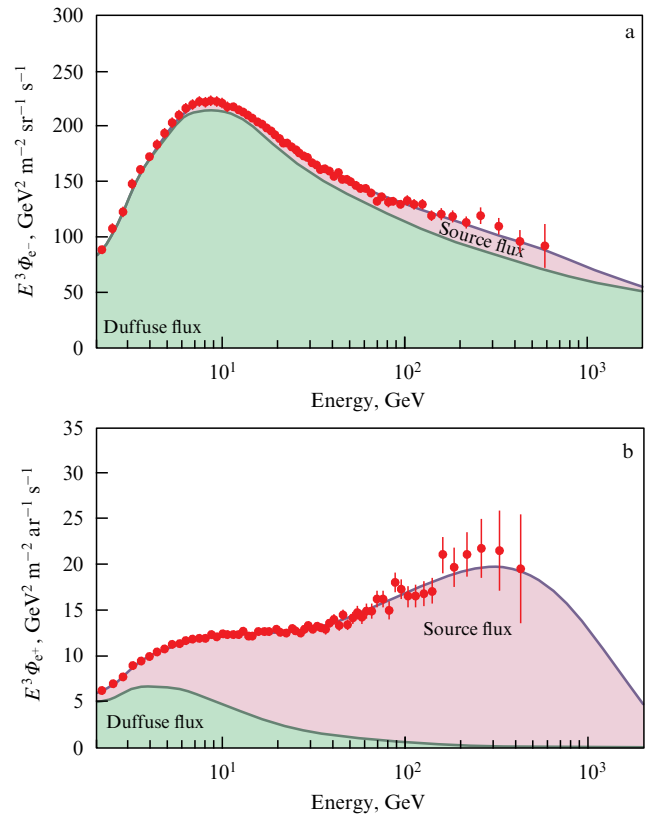 300
a
250
200
150
100
50
0
E³Φe⁻, GeV² m⁻² sr⁻¹ s⁻¹
Source flux
Duffuse flux
10¹
10²
10³
Energy, GeV
35
b
30
25
20
15
10
5
0
E³Φe⁺, GeV² m⁻² ar⁻¹ s⁻¹
Source flux
Duffuse flux
10¹
10²
10³
Energy, GeV